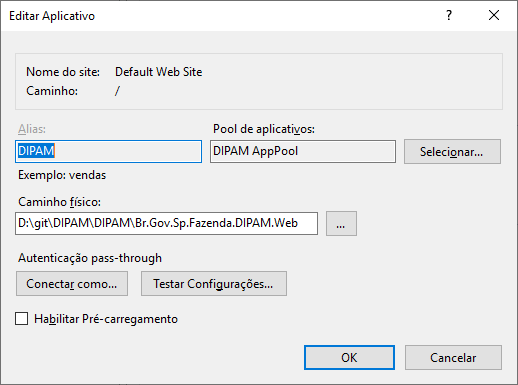 Editar Aplicativo
Nome do site: Default Web Site
Caminho: /
Alias: Pool de aplicativos:
DIPAM DIPAM AppPool Selecionar...
Exemplo: vendas
Caminho físico:
D:\git\DIPAM\DIPAM\Br.Gov.Sp.Fazenda.DIPAM.Web ...
Autenticação pass-through
Conectar como... Testar Configurações...
Habilitar Pré-carregamento
OK Cancelar